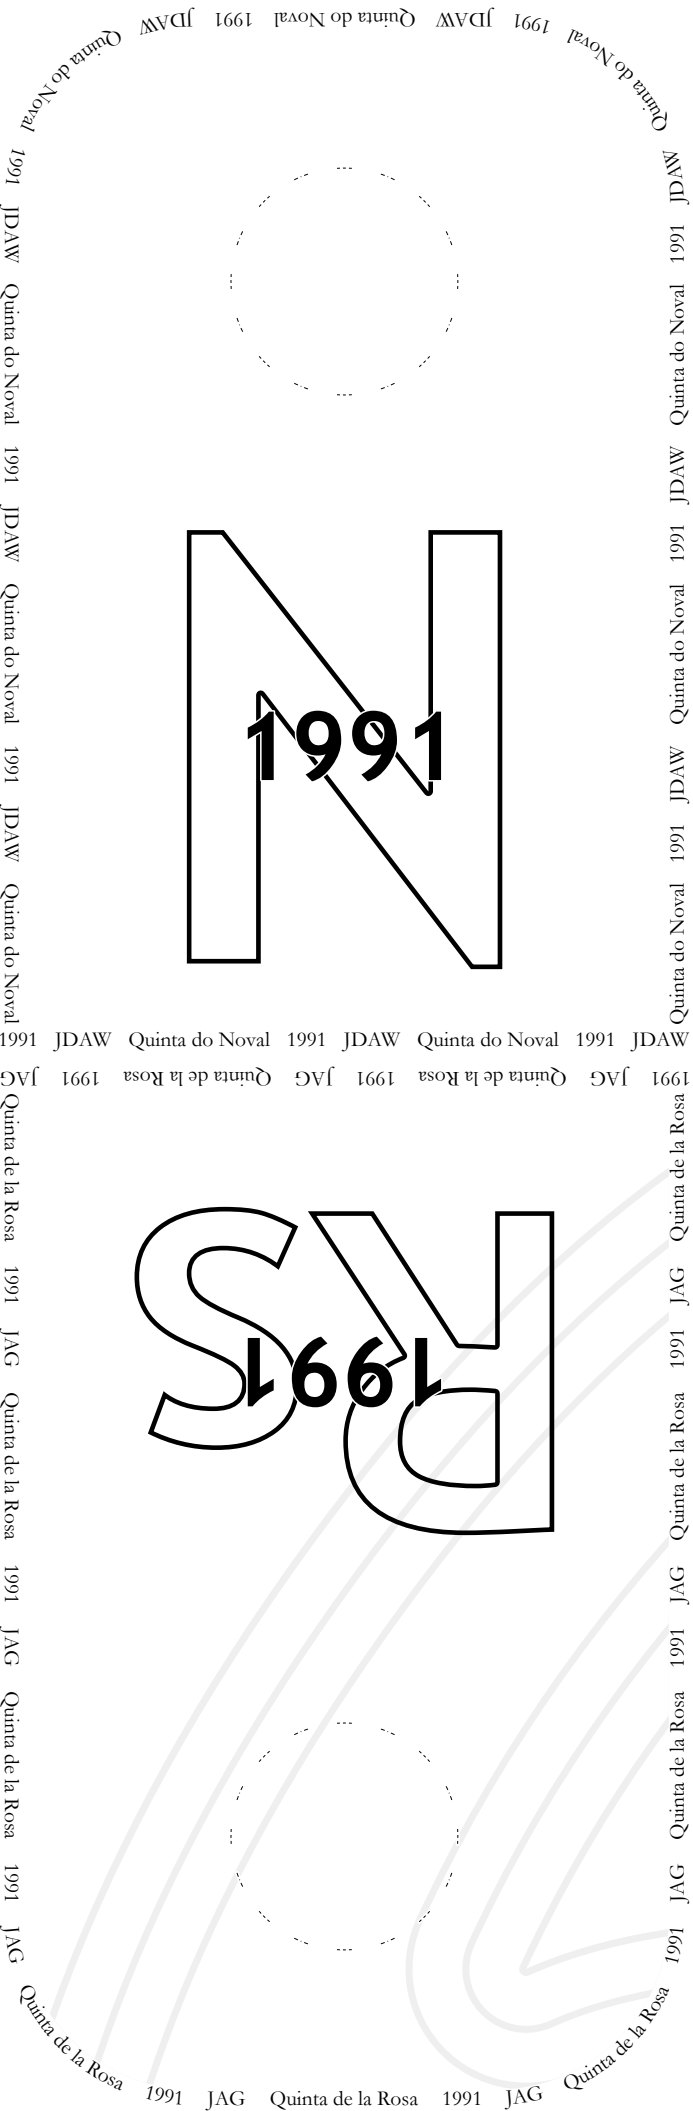 Quinta do Noval 1991 JDAW Quinta do Noval 1991 JDAW Quinta do Noval
1991 JDAW Quinta do Noval 1991 JDAW Quinta do Noval 1991 JDAW Quinta do Noval
N
1991
Quinta do Noval 1991 JDAW Quinta do Noval 1991 JDAW Quinta do Noval 1991 JDAW
1991 JDAW Quinta do Noval 1991 JDAW Quinta do Noval 1991 JDAW
1991 JAG Quinta de la Rosa 1991 JAG Quinta de la Rosa 1991 JAG
Quinta de la Rosa 1991 JAG Quinta de la Rosa 1991 JAG Quinta de la Rosa 1991 JAG
RS
1991
Quinta de la Rosa 1991 JAG Quinta de la Rosa 1991 JAG Quinta de la Rosa
1991 JAG Quinta de la Rosa 1991 JAG Quinta de la Rosa 1991 JAG Quinta de la Rosa